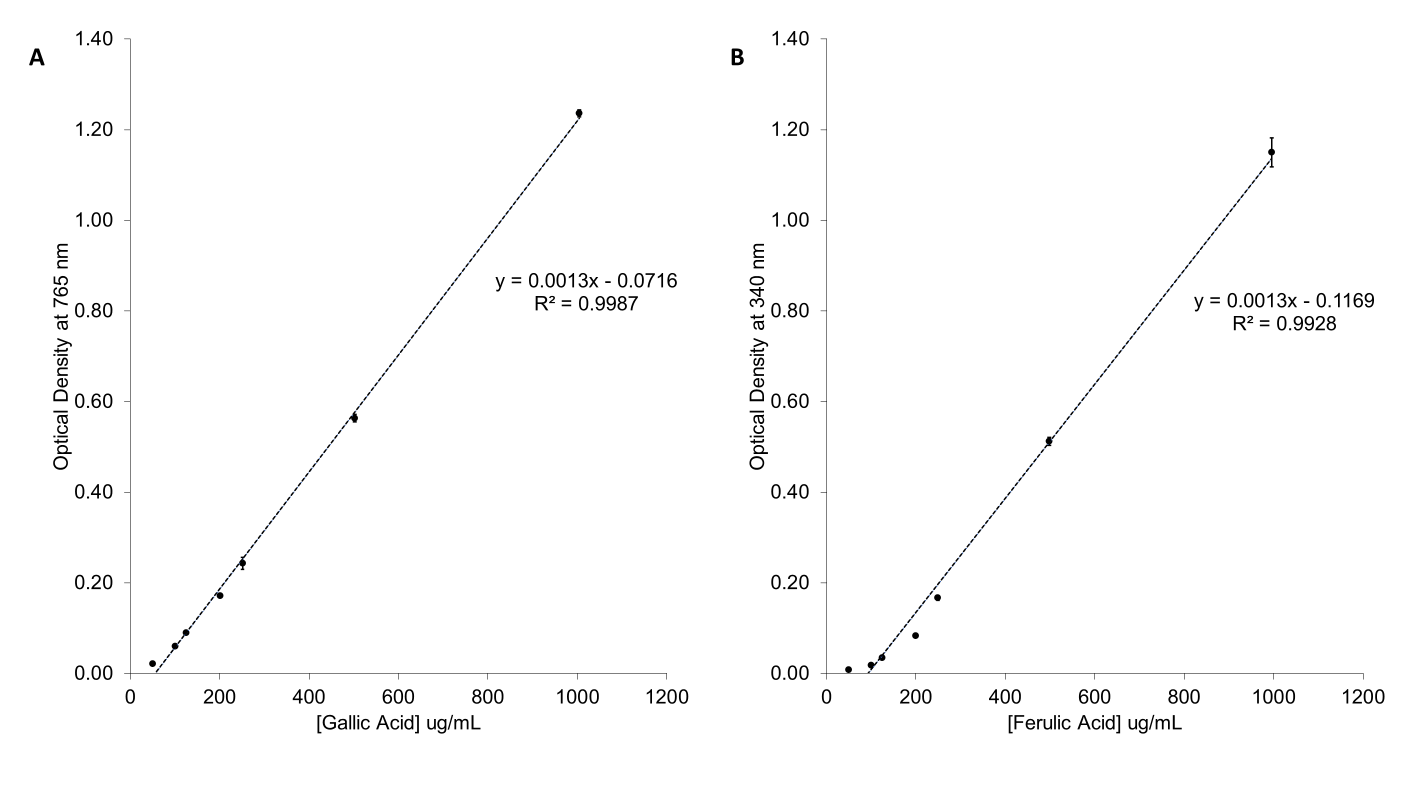 A
1.40
1.20
1.00
0.80
0.60
0.40
0.20
0.00
Optical Density at 765 nm
y = 0.0013x - 0.0716
R² = 0.9987
0 200 400 600 800 1000 1200
[Gallic Acid] ug/mL
B
1.40
1.20
1.00
0.80
0.60
0.40
0.20
0.00
Optical Density at 340 nm
y = 0.0013x - 0.1169
R² = 0.9928
0 200 400 600 800 1000 1200
[Ferulic Acid] ug/mL